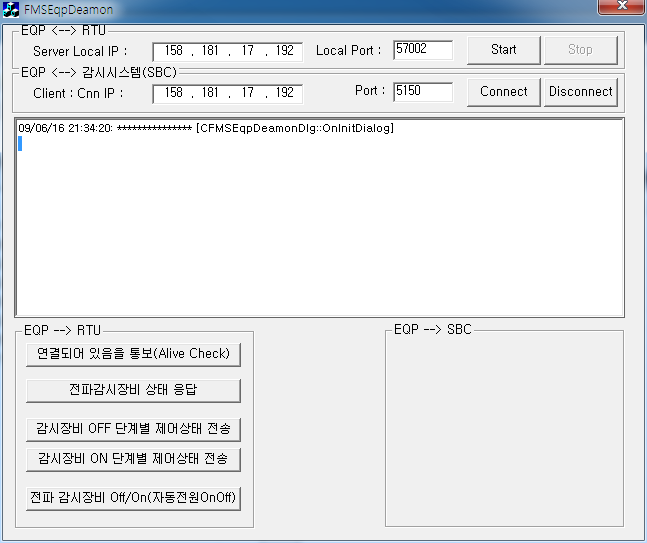 FMSEqpDeamon
EQP <--> RTU
Server Local IP : 158 . 181 . 17 . 192 Local Port : 57002 Start Stop
EQP <--> 감시시스템(SBC)
Client : Cnn IP : 158 . 181 . 17 . 192 Port : 5150 Connect Disconnect
09/06/16 21:34:20: *************** [CFMSEqpDeamonDlg::OnInitDialog]
EQP --> RTU
연결되어 있음을 통보(Alive Check)
전파감시장비 상태 응답
감시장비 OFF 단계별 제어상태 전송
감시장비 ON 단계별 제어상태 전송
전파 감시장비 Off/On(자동전원OnOff)
EQP --> SBC